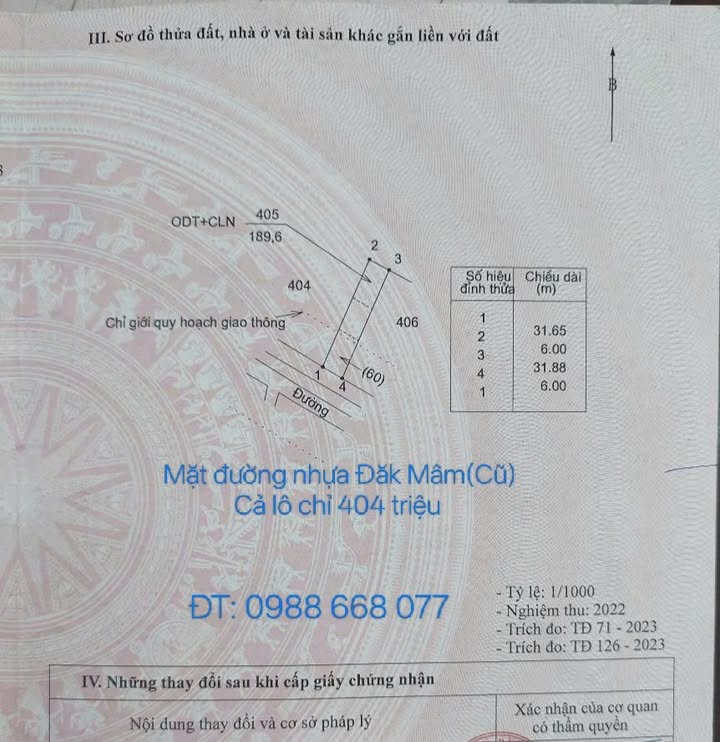 III. Sơ đồ thửa đất, nhà ở và tài sản khác gắn liền với đất
B
ODT+CLN 405
189,6
2
3
404
406
Chỉ giới quy hoạch giao thông
1
4
(60)
Đường
Số hiệu đỉnh thửa Chiều dài (m)
1
31.65
2
6.00
3
31.88
4
6.00
1
Mặt đường nhựa Đăk Mâm(Cũ)
Cả lô chỉ 404 triệu
ĐT: 0988 668 077
- Tỷ lệ: 1/1000
- Nghiệm thu: 2022
- Trích đo: TĐ 71 - 2023
- Trích đo: TĐ 126 - 2023
IV. Những thay đổi sau khi cấp giấy chứng nhận
Nội dung thay đổi và cơ sở pháp lý
Xác nhận của cơ quan
có thẩm quyền